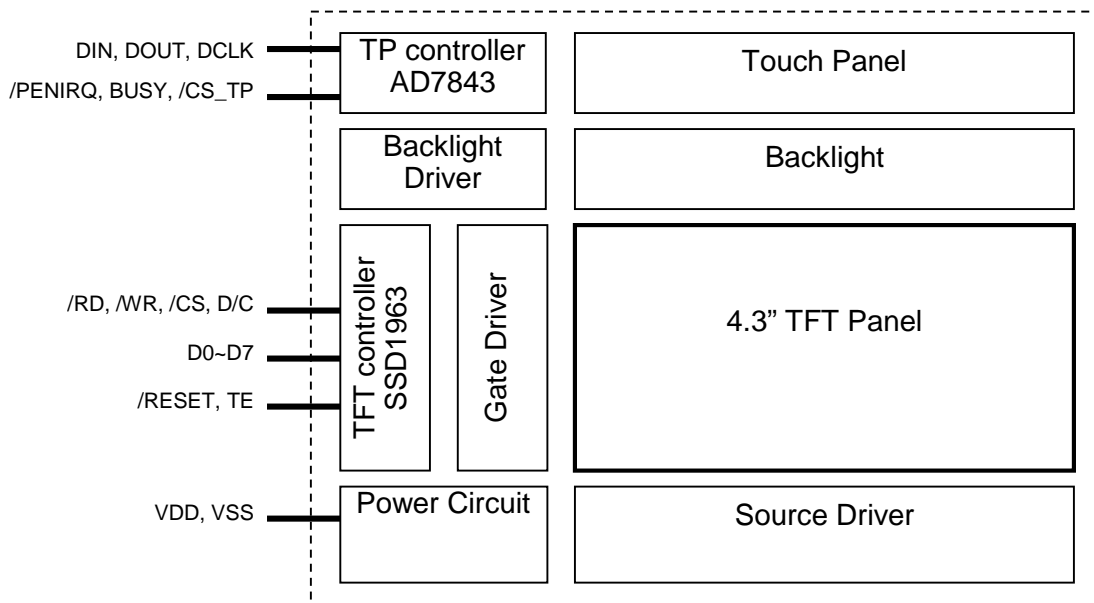 DIN, DOUT, DCLK
/PENIRQ, BUSY, /CS_TP
TP controller
AD7843
Touch Panel
Backlight
Driver
Backlight
/RD, /WR, /CS, D/C
D0~D7
/RESET, TE
TFT controller
SSD1963
Gate Driver
4.3” TFT Panel
VDD, VSS
Power Circuit
Source Driver